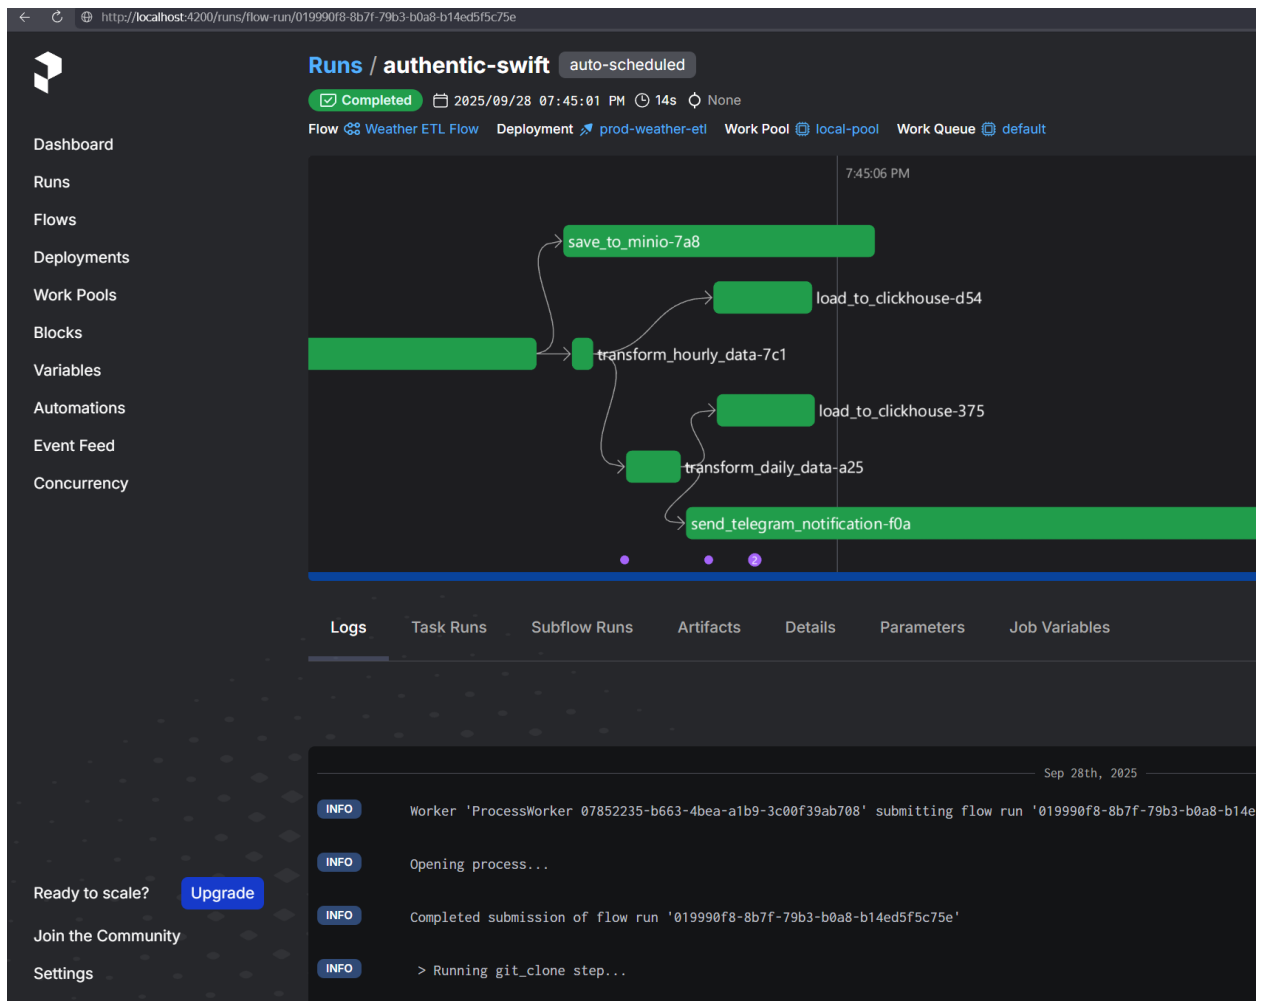 http://localhost:4200/runs/flow-run/019990f8-8b7f-79b3-b0a8-b14ed5f5c75e
Runs / authentic-swift auto-scheduled
Completed 2025/09/28 07:45:01 PM 14s None
Flow Weather ETL Flow Deployment prod-weather-etl Work Pool local-pool Work Queue default
Dashboard
Runs
Flows
Deployments
Work Pools
Blocks
Variables
Automations
Event Feed
Concurrency
7:45:06 PM
save_to_minio-7a8
load_to_clickhouse-d54
transform_hourly_data-7c1
load_to_clickhouse-375
transform_daily_data-a25
send_telegram_notification-f0a
2
Logs Task Runs Subflow Runs Artifacts Details Parameters Job Variables
Sep 28th, 2025
INFO Worker 'ProcessWorker 07852235-b663-4bea-a1b9-3c00f39ab708' submitting flow run '019990f8-8b7f-79b3-b0a8-b14e
INFO Opening process...
INFO Completed submission of flow run '019990f8-8b7f-79b3-b0a8-b14ed5f5c75e'
INFO > Running git_clone step...
Ready to scale? Upgrade
Join the Community
Settings